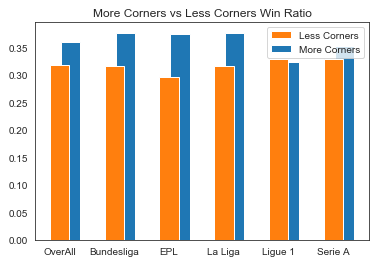 More Corners vs Less Corners Win Ratio
Less Corners
More Corners
0.35
0.30
0.25
0.20
0.15
0.10
0.05
0.00
OverAll Bundesliga EPL La Liga Ligue 1 Serie A